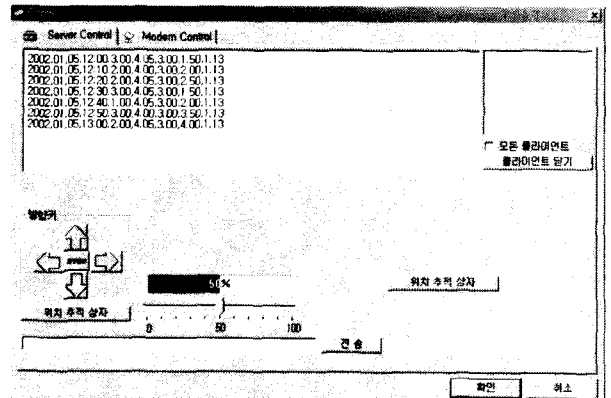 Server Control Modem Control
2002,01,05,12:00,3.00,4.05,3.00,1.50,1.13
2002,01,05,12:10,2.00,4.00,3.00,2.00,1.13
2002,01,05,12:20,2.00,4.05,3.00,2.50,1.13
2002,01,05,12:30,3.00,4.05,3.00,1.50,1.13
2002,01,05,12:40,1.00,4.05,3.00,2.00,1.13
2002,01,05,12:50,3.00,4.00,3.00,3.50,1.13
2002,01,05,13:00,2.00,4.05,3.00,4.00,1.13
모든 클라이언트
클라이언트 닫기
방향키
STOP
50%
위치 추적 상자
위치 추적 상자
0 50 100
전 송
확인 취소